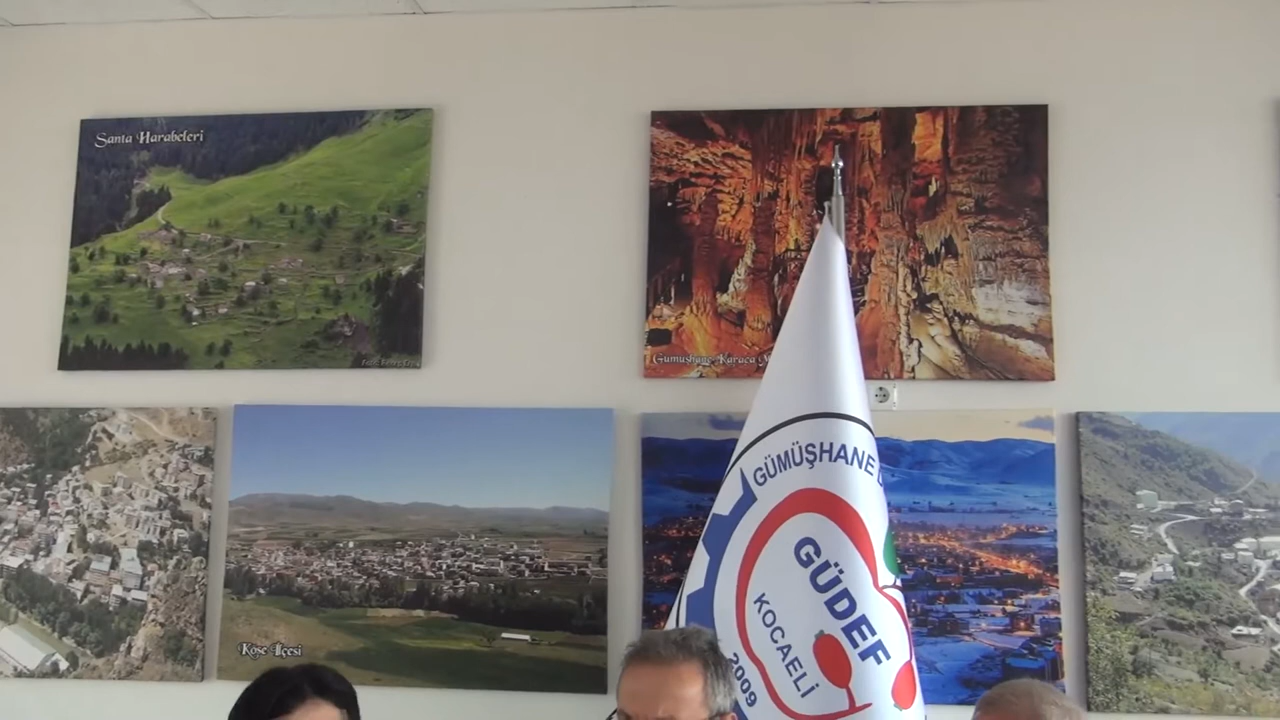 Santa Harabeleri
Gümüşhane Karaca
Köse İlçesi
GÜMÜŞHANE
GÜDEF
KOCAELİ
2009